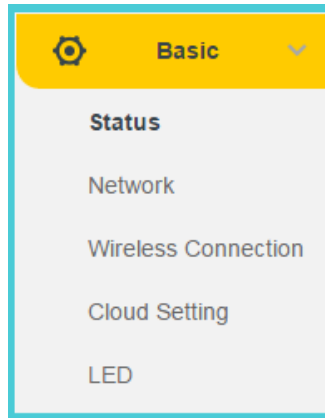 Basic
Status
Network
Wireless Connection
Cloud Setting
LED